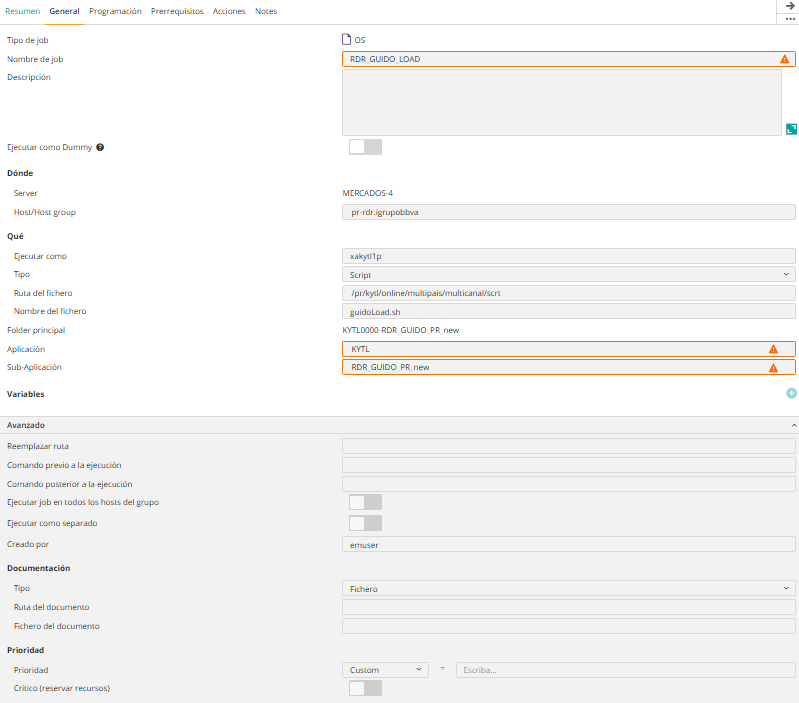 Resumen General Programación Prerrequisitos Acciones Notes
Tipo de job OS
Nombre de job RDR_GUIDO_LOAD
Descripción
Ejecutar como Dummy ?
Dónde
Server MERCADOS-4
Host/Host group pr-rdr.igrupobbva
Qué
Ejecutar como xakytl1p
Tipo Script
Ruta del fichero /pr/kytl/online/multipais/multicanal/scrt
Nombre del fichero guidoLoad.sh
Folder principal KYTL0000-RDR_GUIDO_PR_new
Aplicación KYTL
Sub-Aplicación RDR_GUIDO_PR_new
Variables
Avanzado
Reemplazar ruta
Comando previo a la ejecución
Comando posterior a la ejecución
Ejecutar job en todos los hosts del grupo
Ejecutar como separado
Creado por emuser
Documentación
Tipo Fichero
Ruta del documento
Fichero del documento
Prioridad
Prioridad Custom = Escriba...
Crítico (reservar recursos)